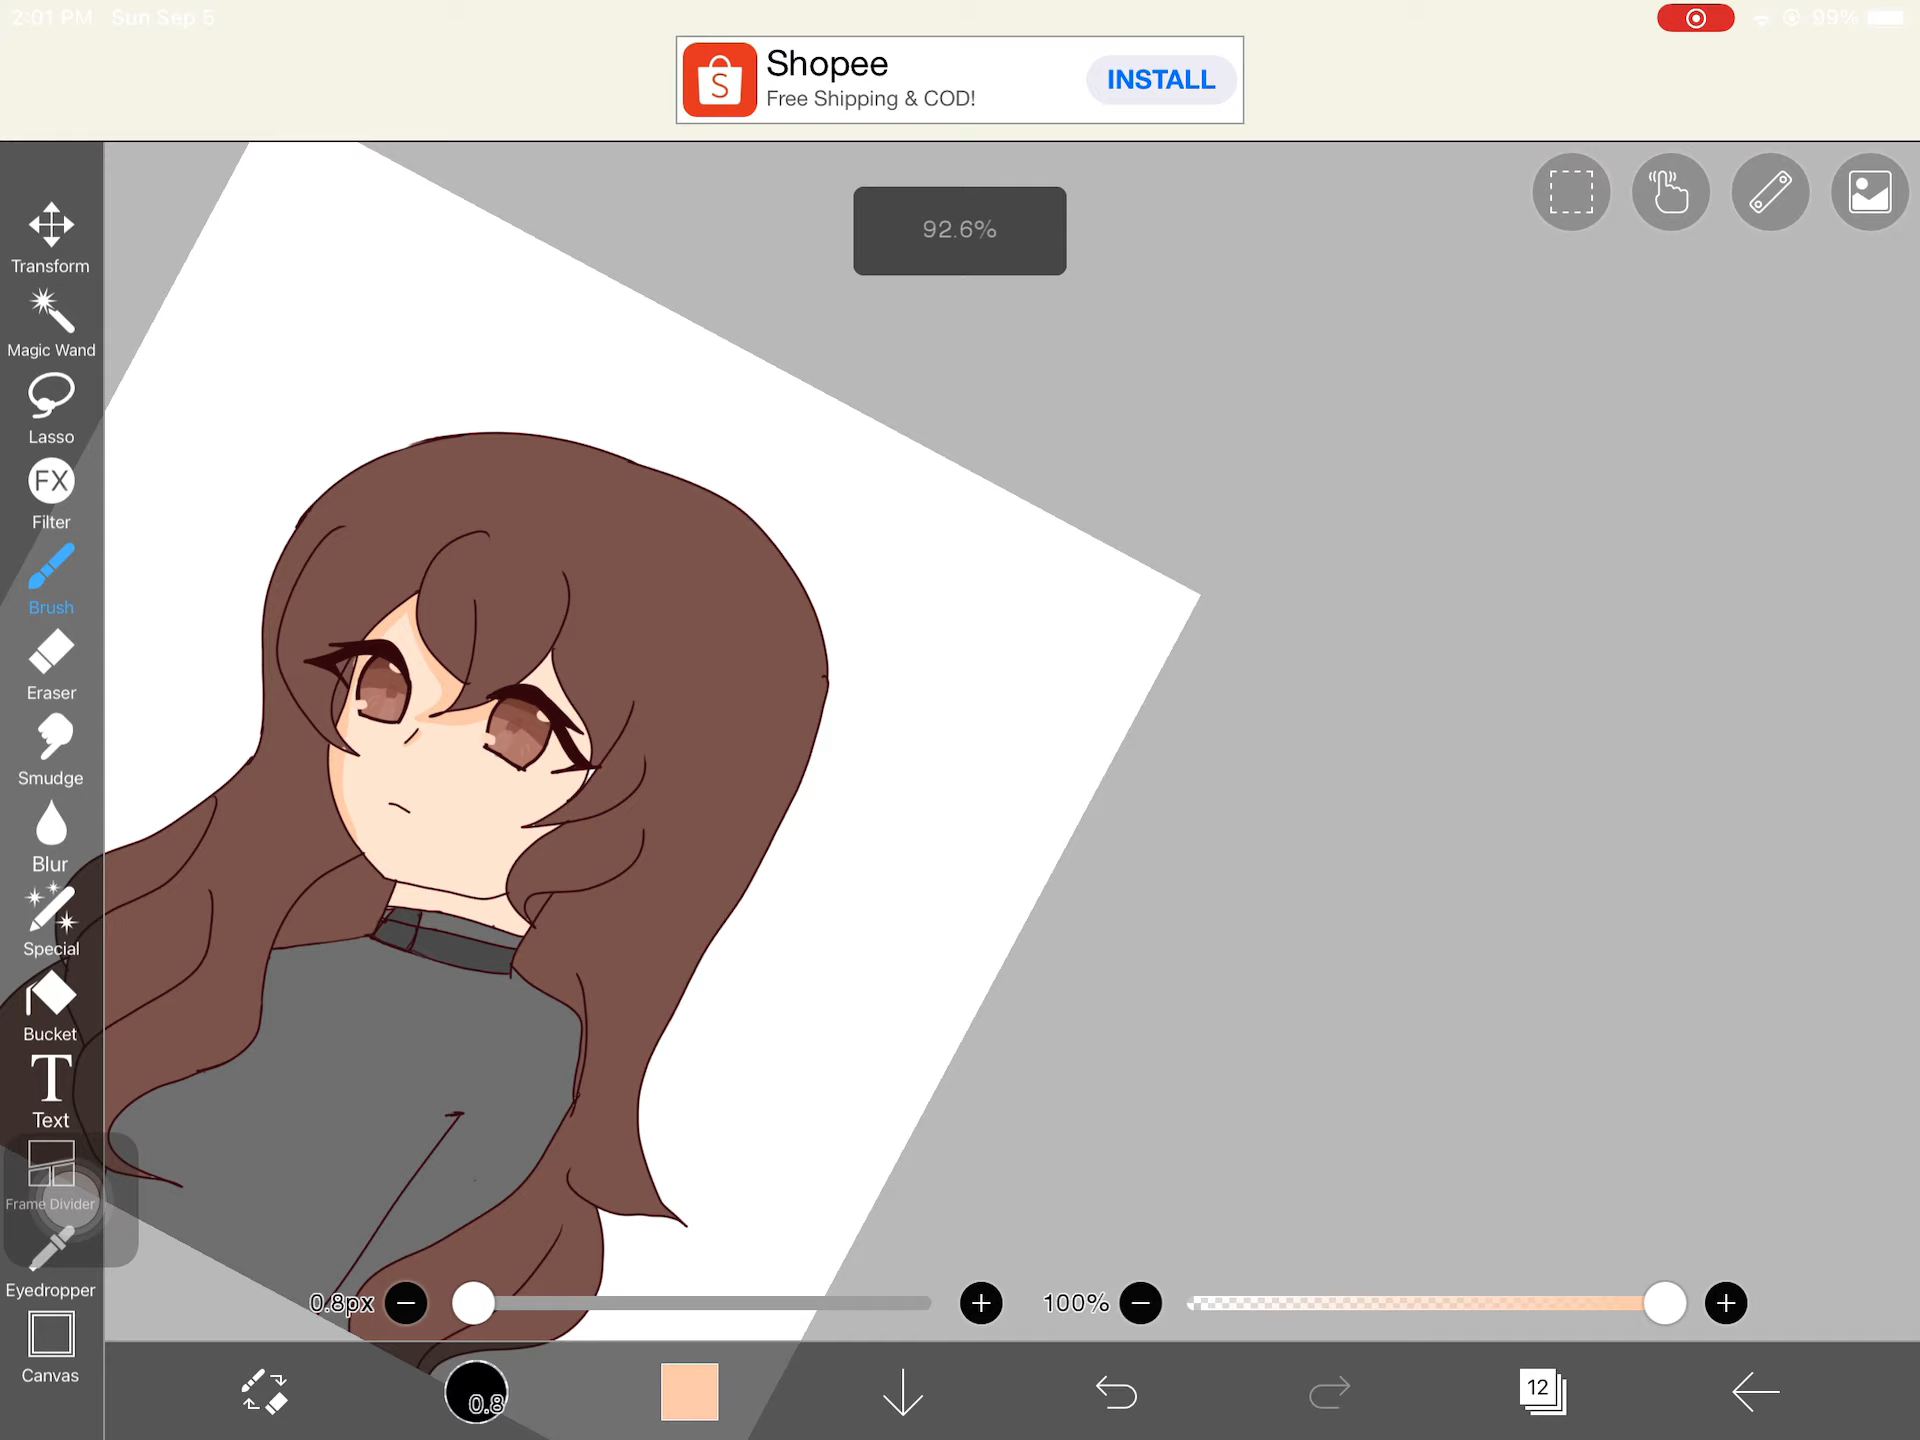 2:01 PM Sun Sep 5
99%
S
Shopee
Free Shipping & COD!
INSTALL
92.6%
Transform
Magic Wand
Lasso
FX
Filter
Brush
Eraser
Smudge
Blur
Special
Bucket
T
Text
Frame Divider
Eyedropper
Canvas
0.8px
100%
0.8
12